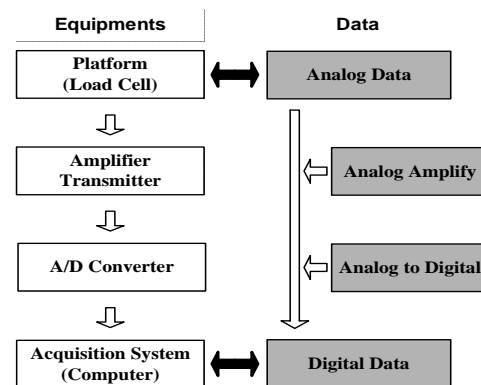 Equipments
Data
Platform
(Load Cell)
Analog Data
Amplifier
Transmitter
Analog Amplify
A/D Converter
Analog to Digital
Acquisition System
(Computer)
Digital Data